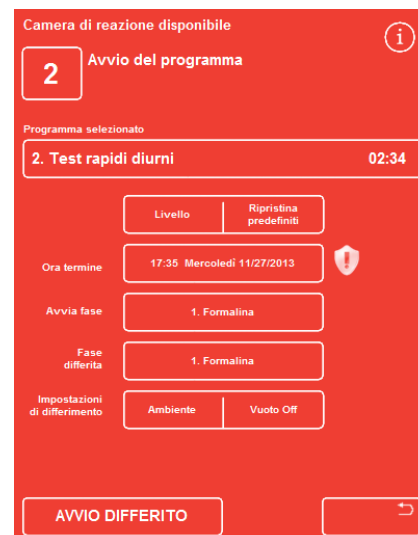 Camera di reazione disponibile
i
2
Avvio del programma
Programma selezionato
2. Test rapidi diurni 02:34
Livello
Ripristina
predefiniti
Ora termine
17:35 Mercoledí 11/27/2013
Avvia fase
1. Formalina
Fase
differita
1. Formalina
Impostazioni
di differimento
Ambiente
Vuoto Off
AVVIO DIFFERITO